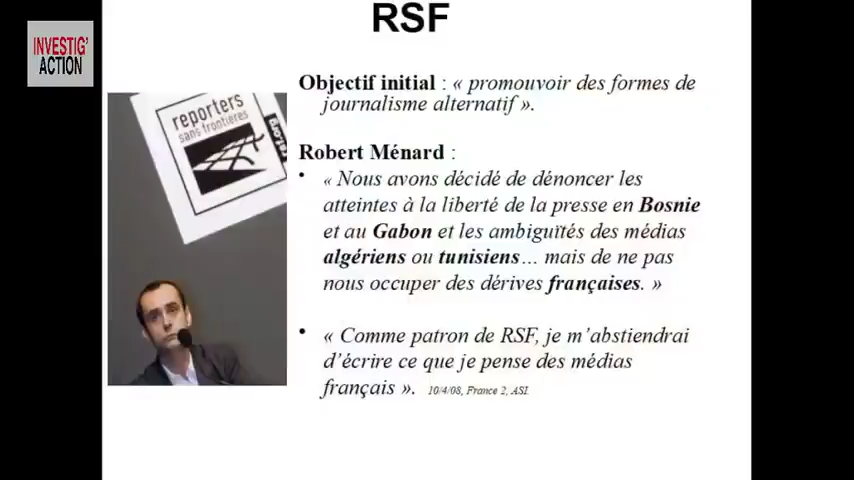 RSF
INVESTIG'
ACTION
Objectif initial : « promouvoir des formes de
journalisme alternatif ».
reporters
sans frontières
rsf.org
Robert Ménard :
• « Nous avons décidé de dénoncer les
atteintes à la liberté de la presse en Bosnie
et au Gabon et les ambiguïtés des médias
algériens ou tunisiens… mais de ne pas
nous occuper des dérives françaises. »
• « Comme patron de RSF, je m'abstiendrai
d'écrire ce que je pense des médias
français ». 10/4/08, France 2, ASI.